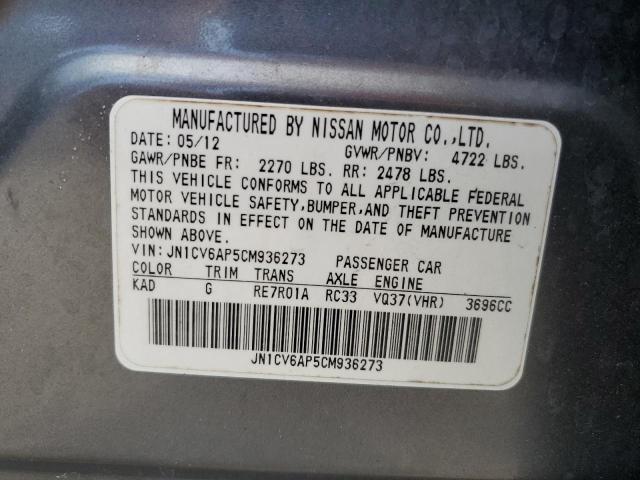 MANUFACTURED BY NISSAN MOTOR CO.,LTD.
DATE: 05/12 GVWR/PNBV: 4722 LBS.
GAWR/PNBE FR: 2270 LBS. RR: 2478 LBS.
THIS VEHICLE CONFORMS TO ALL APPLICABLE FEDERAL
MOTOR VEHICLE SAFETY,BUMPER,AND THEFT PREVENTION
STANDARDS IN EFFECT ON THE DATE OF MANUFACTURE
SHOWN ABOVE.
VIN:JN1CV6AP5CM936273 PASSENGER CAR
COLOR TRIM TRANS AXLE ENGINE
KAD G RE7R01A RC33 VQ37(VHR) 3696CC
JN1CV6AP5CM936273